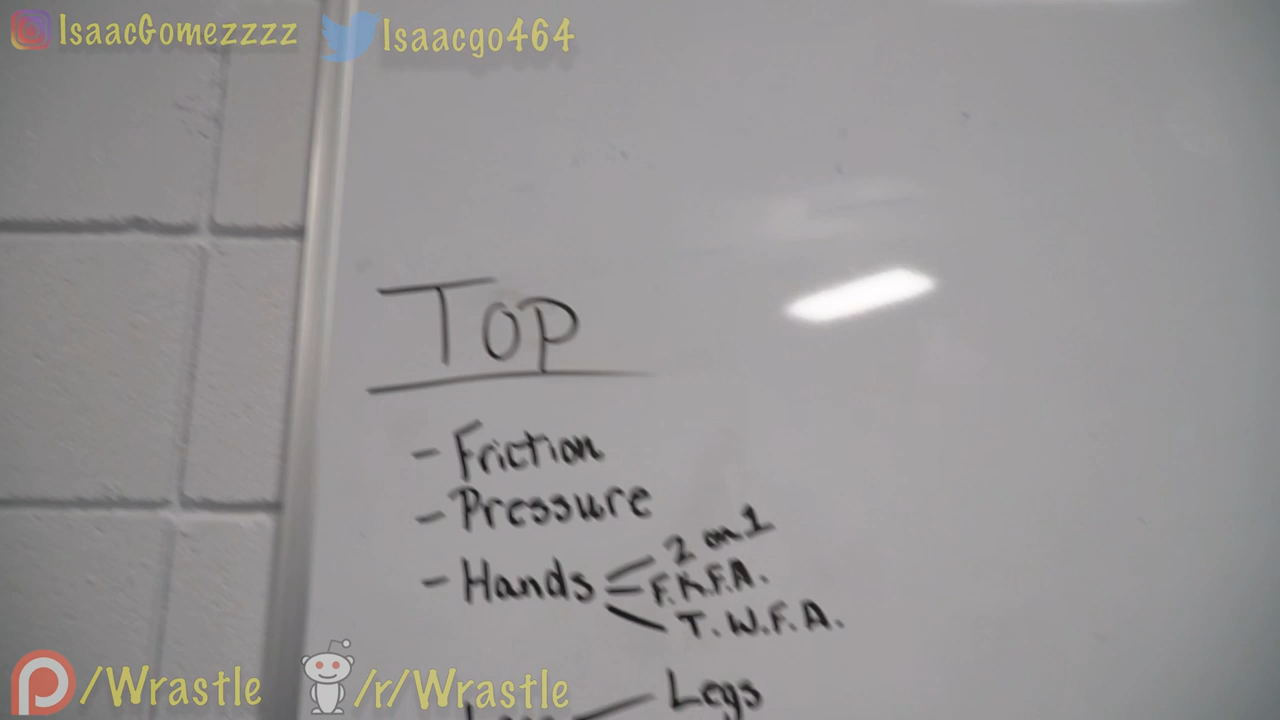 IsaacGomezzzz Isaacgo464
TOP
- Friction
- Pressure
- Hands
2 on 1
F.K.F.A.
T.W.F.A.
Legs
/Wrastle /r/Wrastle